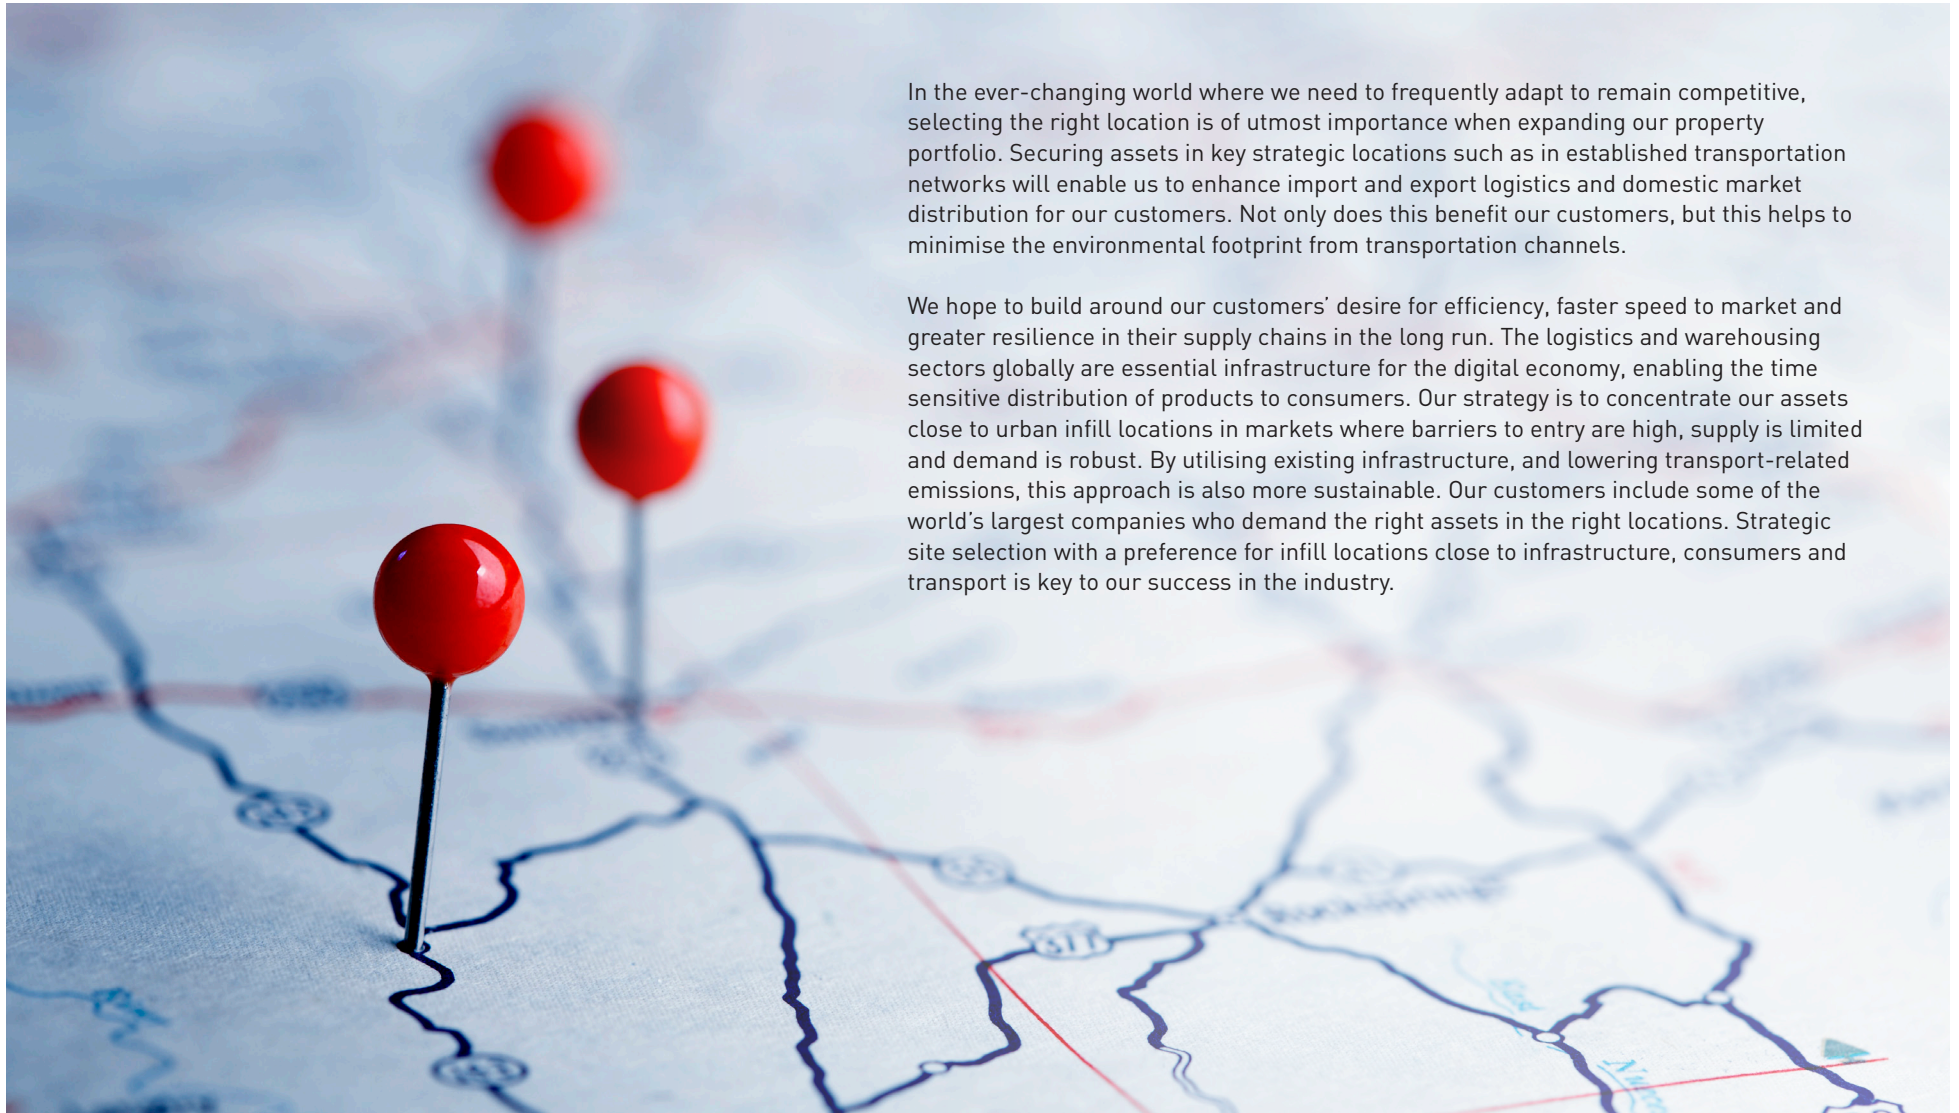 In the ever-changing world where we need to frequently adapt to remain competitive,
selecting the right location is of utmost importance when expanding our property
portfolio. Securing assets in key strategic locations such as in established transportation
networks will enable us to enhance import and export logistics and domestic market
distribution for our customers. Not only does this benefit our customers, but this helps to
minimise the environmental footprint from transportation channels.
We hope to build around our customers’ desire for efficiency, faster speed to market and
greater resilience in their supply chains in the long run. The logistics and warehousing
sectors globally are essential infrastructure for the digital economy, enabling the time
sensitive distribution of products to consumers. Our strategy is to concentrate our assets
close to urban infill locations in markets where barriers to entry are high, supply is limited
and demand is robust. By utilising existing infrastructure, and lowering transport-related
emissions, this approach is also more sustainable. Our customers include some of the
world’s largest companies who demand the right assets in the right locations. Strategic
site selection with a preference for infill locations close to infrastructure, consumers and
transport is key to our success in the industry.
55
Rocksprings
377